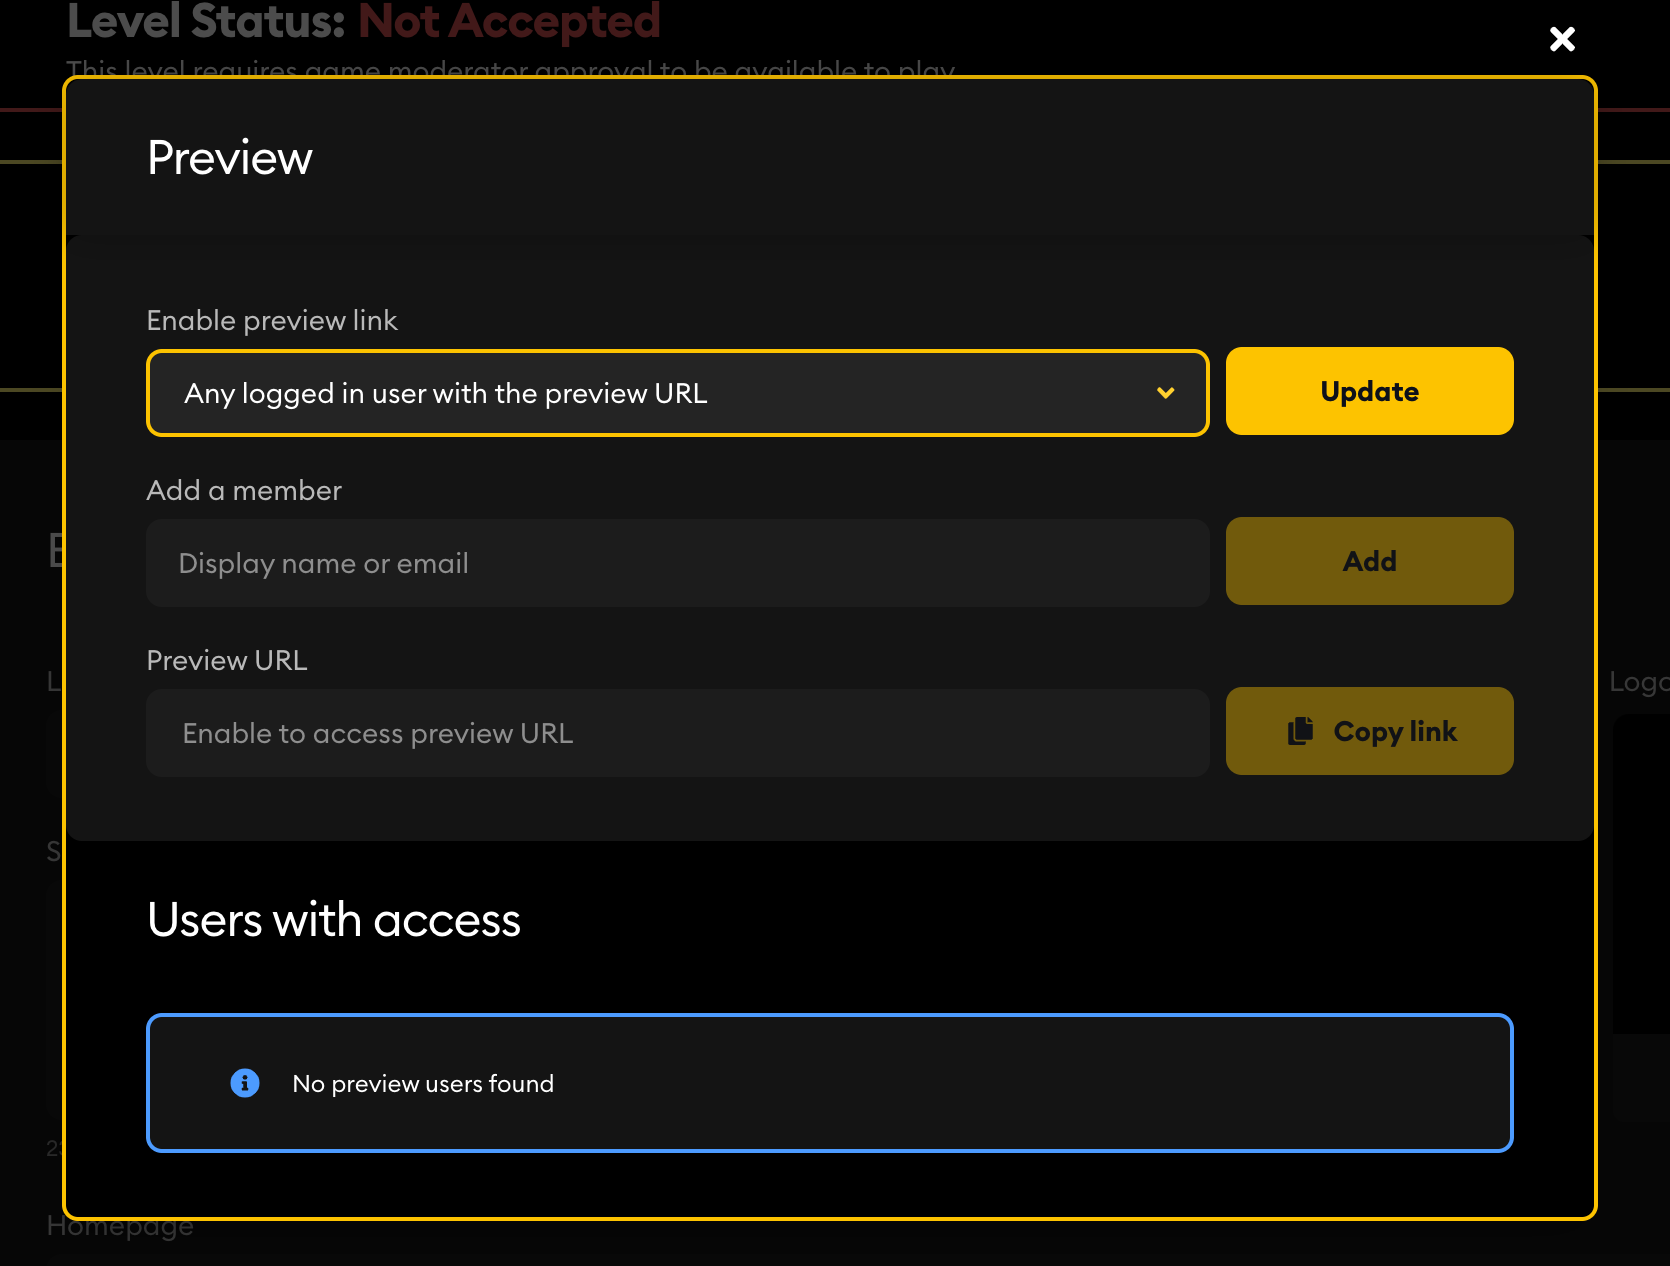 Level Status: Not Accepted
This level requires game moderator approval to be available to play
Preview
Enable preview link
Any logged in user with the preview URL
Update
Add a member
Display name or email
Add
Preview URL
Enable to access preview URL
Copy link
Users with access
No preview users found
Homepage